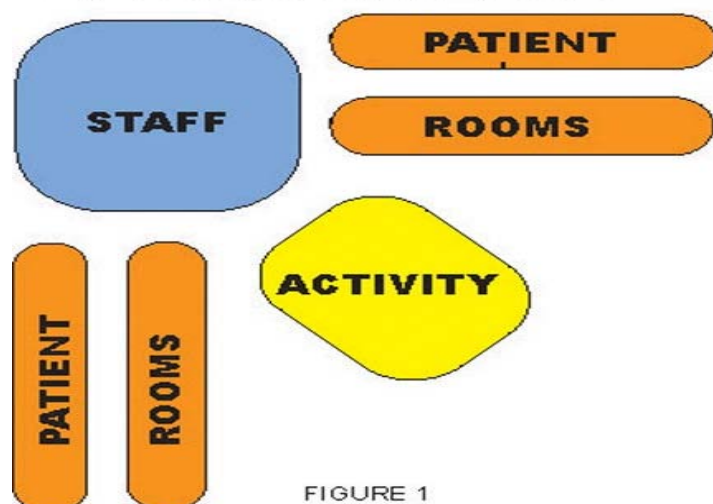 PATIENT
STAFF
ROOMS
ACTIVITY
PATIENT
ROOMS
FIGURE 1